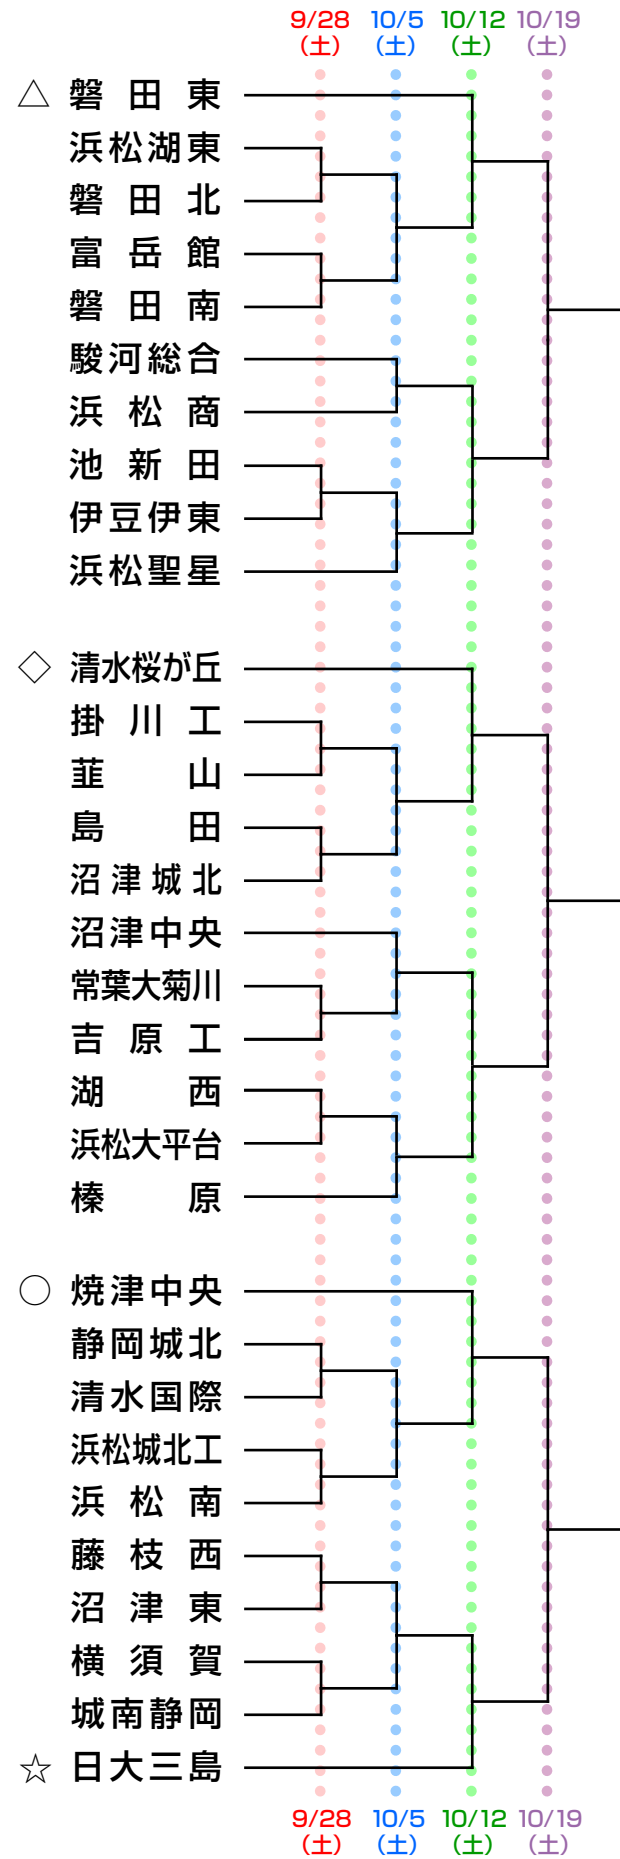 9/28 10/5 10/12 10/19
(土) (土) (土) (土)
△ 磐田東
浜松湖東
磐田北
富岳館
磐田南
駿河総合
浜松商
池新田
伊豆伊東
浜松聖星
◇ 清水桜が丘
掛川工
韮山
島田
沼津城北
沼津中央
常葉大菊川
吉原工
湖西
浜松大平台
榛原
○ 焼津中央
静岡城北
清水国際
浜松城北工
浜松南
藤枝西
沼津東
横須賀
城南静岡
☆ 日大三島
9/28 10/5 10/12 10/19
(土) (土) (土) (土)